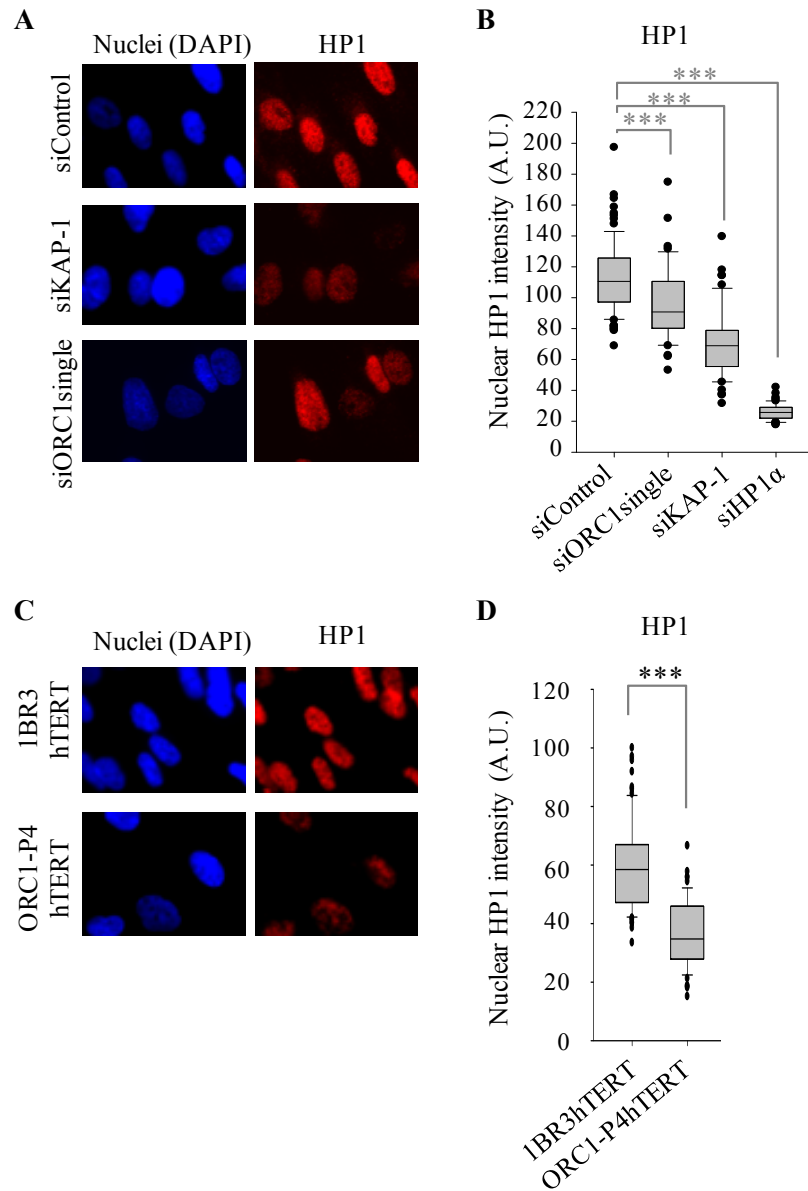 A
Nuclei (DAPI) HP1
siControl
siKAP-1
siORC1single
B
HP1
***
***
***
Nuclear HP1 intensity (A.U.)
220
200
180
160
140
120
100
80
60
40
20
0
siControl
siORC1single
siKAP-1
siHP1α
C
Nuclei (DAPI) HP1
1BR3
hTERT
ORC1-P4
hTERT
D
HP1
***
Nuclear HP1 intensity (A.U.)
120
100
80
60
40
20
0
1BR3hTERT
ORC1-P4hTERT